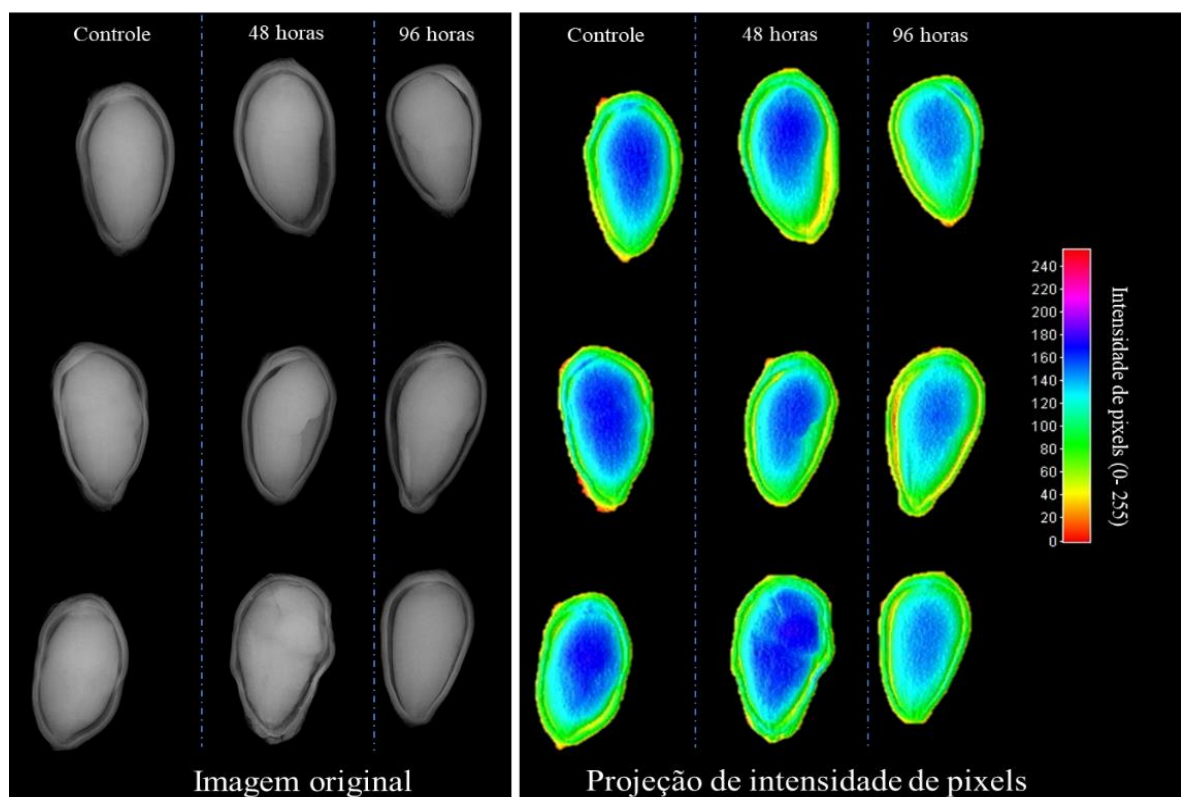 Controle
48 horas
96 horas
Imagem original
Controle
48 horas
96 horas
240
220
200
180
160
140
120
100
80
60
40
20
0
Intensidade de pixels (0- 255)
Projeção de intensidade de pixels